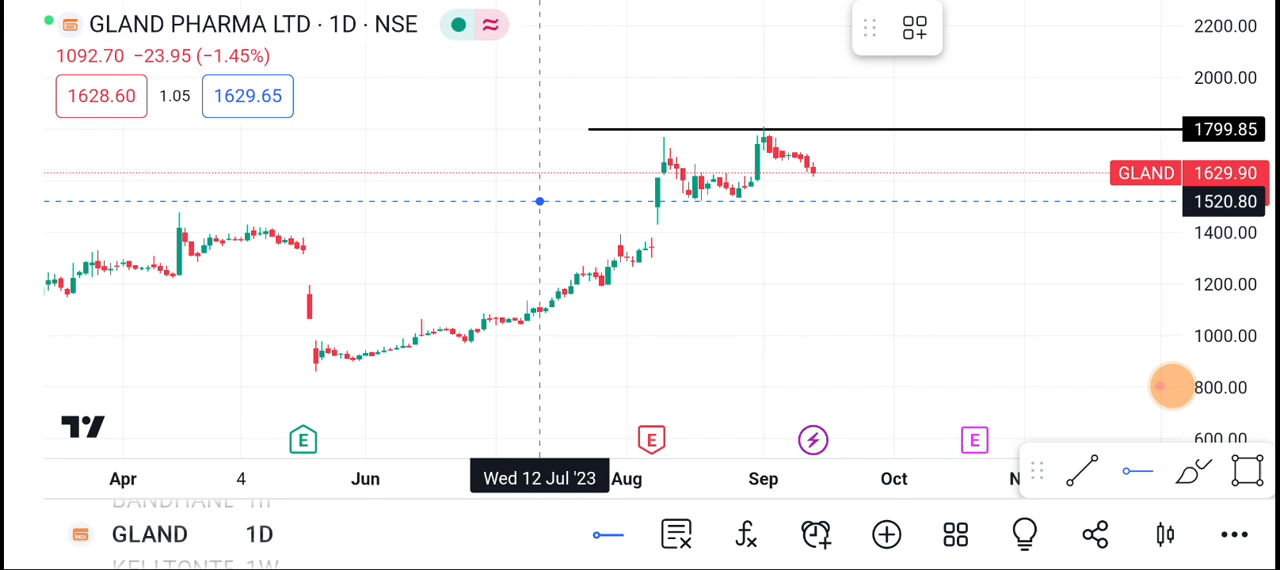 GLAND PHARMA LTD · 1D · NSE
1092.70 −23.95 (−1.45%)
1628.60 1.05 1629.65
2200.00
2000.00
1799.85
GLAND 1629.90
1520.80
1400.00
1200.00
1000.00
800.00
600.00
E E E
Apr 4 Jun Wed 12 Jul '23 Aug Sep Oct N
BANDHANB 1H
GLAND 1D
KELLTONTE 1W